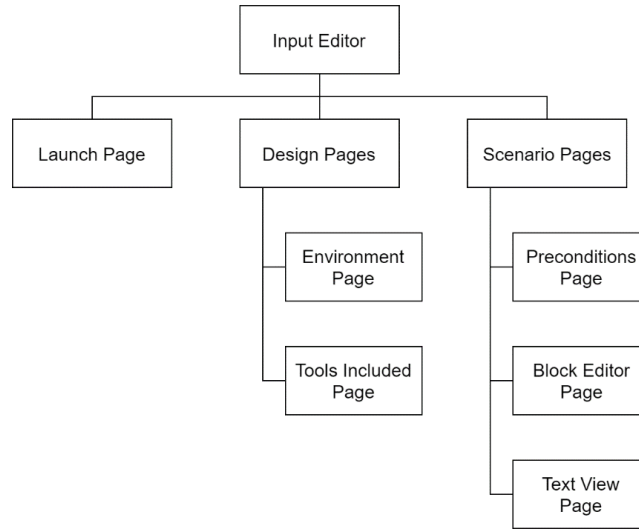 Input Editor
Launch Page
Design Pages
Scenario Pages
Environment
Page
Preconditions
Page
Tools Included
Page
Block Editor
Page
Text View
Page